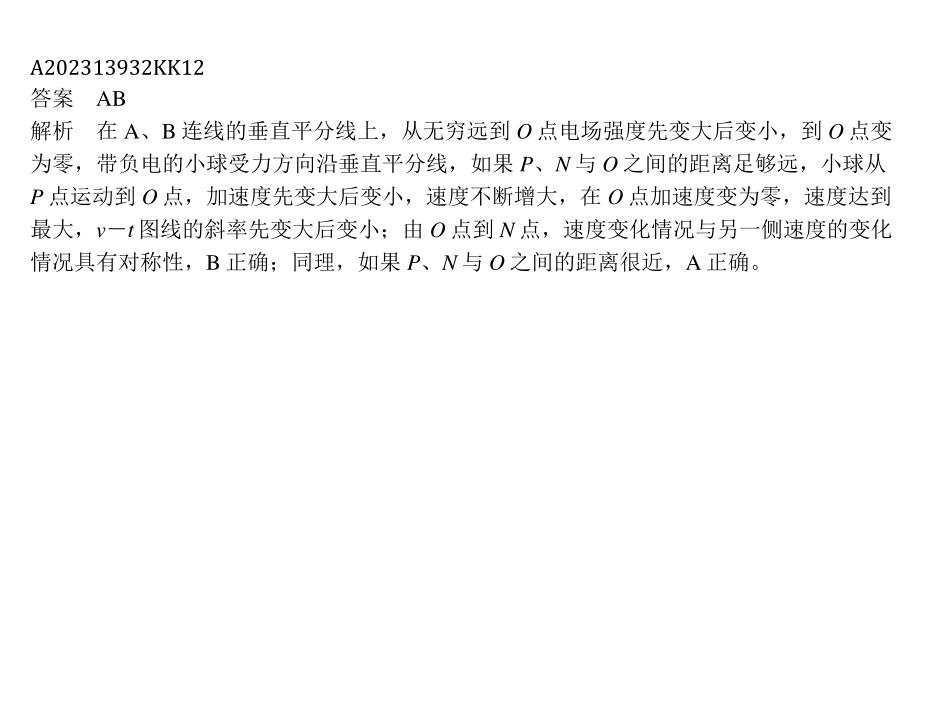 A202313932KK12
答案 AB
解析 在 A、B 连线的垂直平分线上，从无穷远到 O 点电场强度先变大后变小，到 O 点变
为零，带负电的小球受力方向沿垂直平分线，如果 P、N 与 O 之间的距离足够远，小球从
P 点运动到 O 点，加速度先变大后变小，速度不断增大，在 O 点加速度变为零，速度达到
最大，v－t 图线的斜率先变大后变小；由 O 点到 N 点，速度变化情况与另一侧速度的变化
情况具有对称性，B 正确；同理，如果 P、N 与 O 之间的距离很近，A 正确。